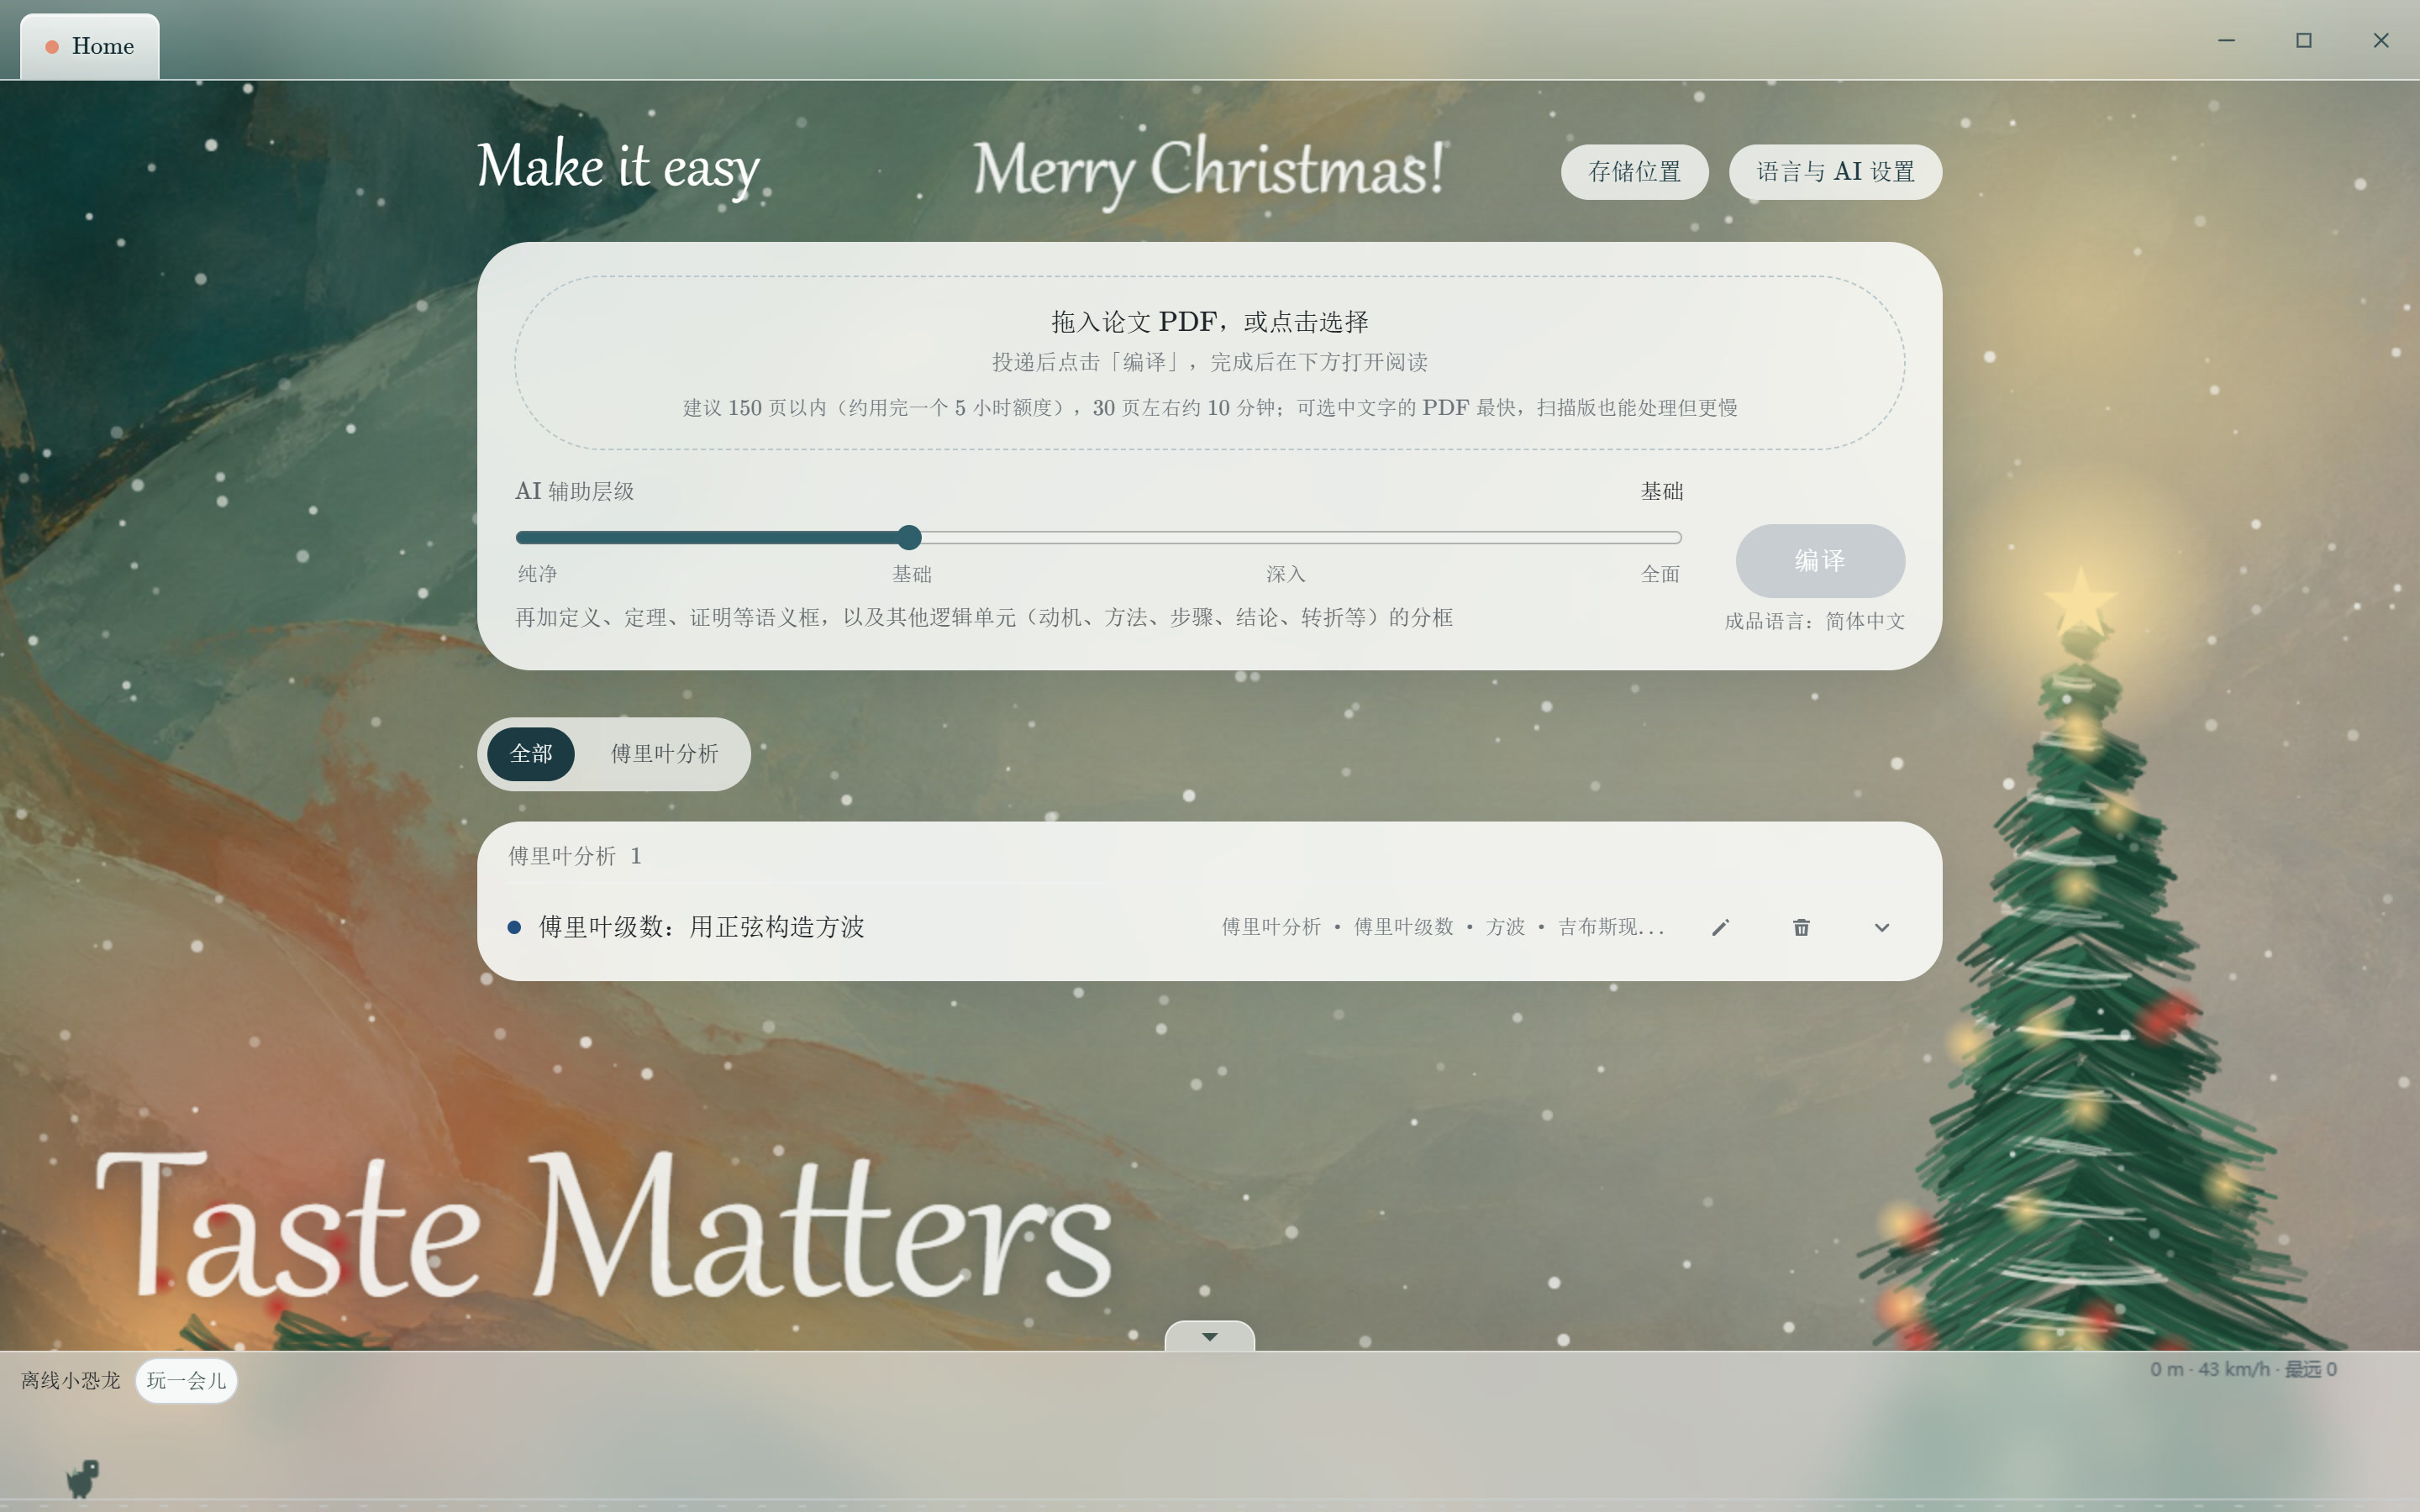 Home
Make it easy
Merry Christmas!
存储位置
语言与 AI 设置
拖入论文 PDF，或点击选择
投递后点击「编译」，完成后在下方打开阅读
建议 150 页以内（约用完一个 5 小时额度），30 页左右约 10 分钟；可选中文字的 PDF 最快，扫描版也能处理但更慢
AI 辅助层级
基础
纯净
基础
深入
全面
编译
再加定义、定理、证明等语义框，以及其他逻辑单元（动机、方法、步骤、结论、转折等）的分框
成品语言：简体中文
全部
傅里叶分析
傅里叶分析 1
傅里叶级数：用正弦构造方波
傅里叶分析 • 傅里叶级数 • 方波 • 吉布斯现...
Taste Matters
离线小恐龙
玩一会儿
0 m · 43 km/h · 最远 0